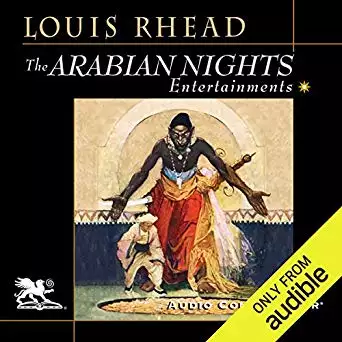 LOUIS RHEAD
The ARABIAN NIGHTS
Entertainments
ONLY FROM
audible